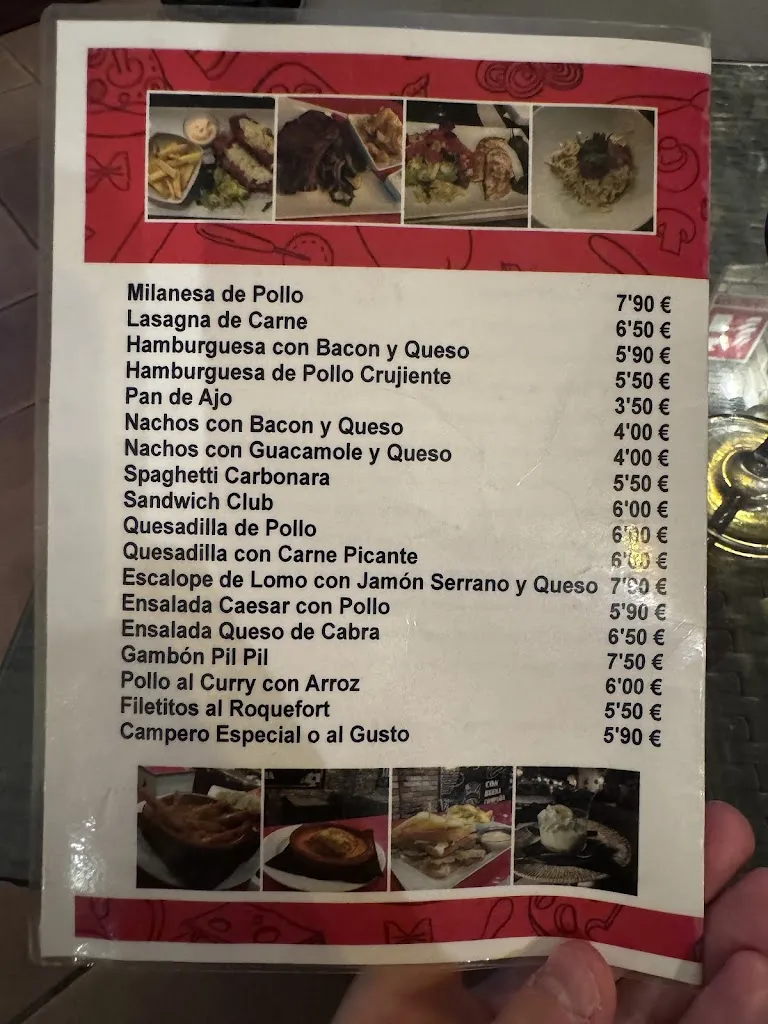 Milanesa de Pollo 7'90 €
Lasagna de Carne 6'50 €
Hamburguesa con Bacon y Queso 5'90 €
Hamburguesa de Pollo Crujiente 5'50 €
Pan de Ajo 3'50 €
Nachos con Bacon y Queso 4'00 €
Nachos con Guacamole y Queso 4'00 €
Spaghetti Carbonara 5'50 €
Sandwich Club 6'00 €
Quesadilla de Pollo 6'00 €
Quesadilla con Carne Picante 6'00 €
Escalope de Lomo con Jamón Serrano y Queso €
Ensalada Caesar con Pollo 5'90 €
Ensalada Queso de Cabra 6'50 €
Gambón Pil Pil 7'50 €
Pollo al Curry con Arroz 6'00 €
Filetitos al Roquefort 5'50 €
Campero Especial o al Gusto 5'90 €
CON
BUENA